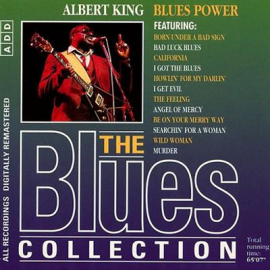 ALBERT KING
BLUES POWER
FEATURING:
BORN UNDER A BAD SIGN
BAD LUCK BLUES
CALIFORNIA
I GOT THE BLUES
HOWLIN' FOR MY DARLIN'
I GET EVIL
THE FEELING
ANGEL OF MERCY
BE ON YOUR MERRY WAY
SEARCHIN' FOR A WOMAN
WILD WOMAN
MURDER
ADD
ALL RECORDINGS DIGITALLY REMASTERED
THE
Blues
COLLECTION
Total
running
time:
65'07"